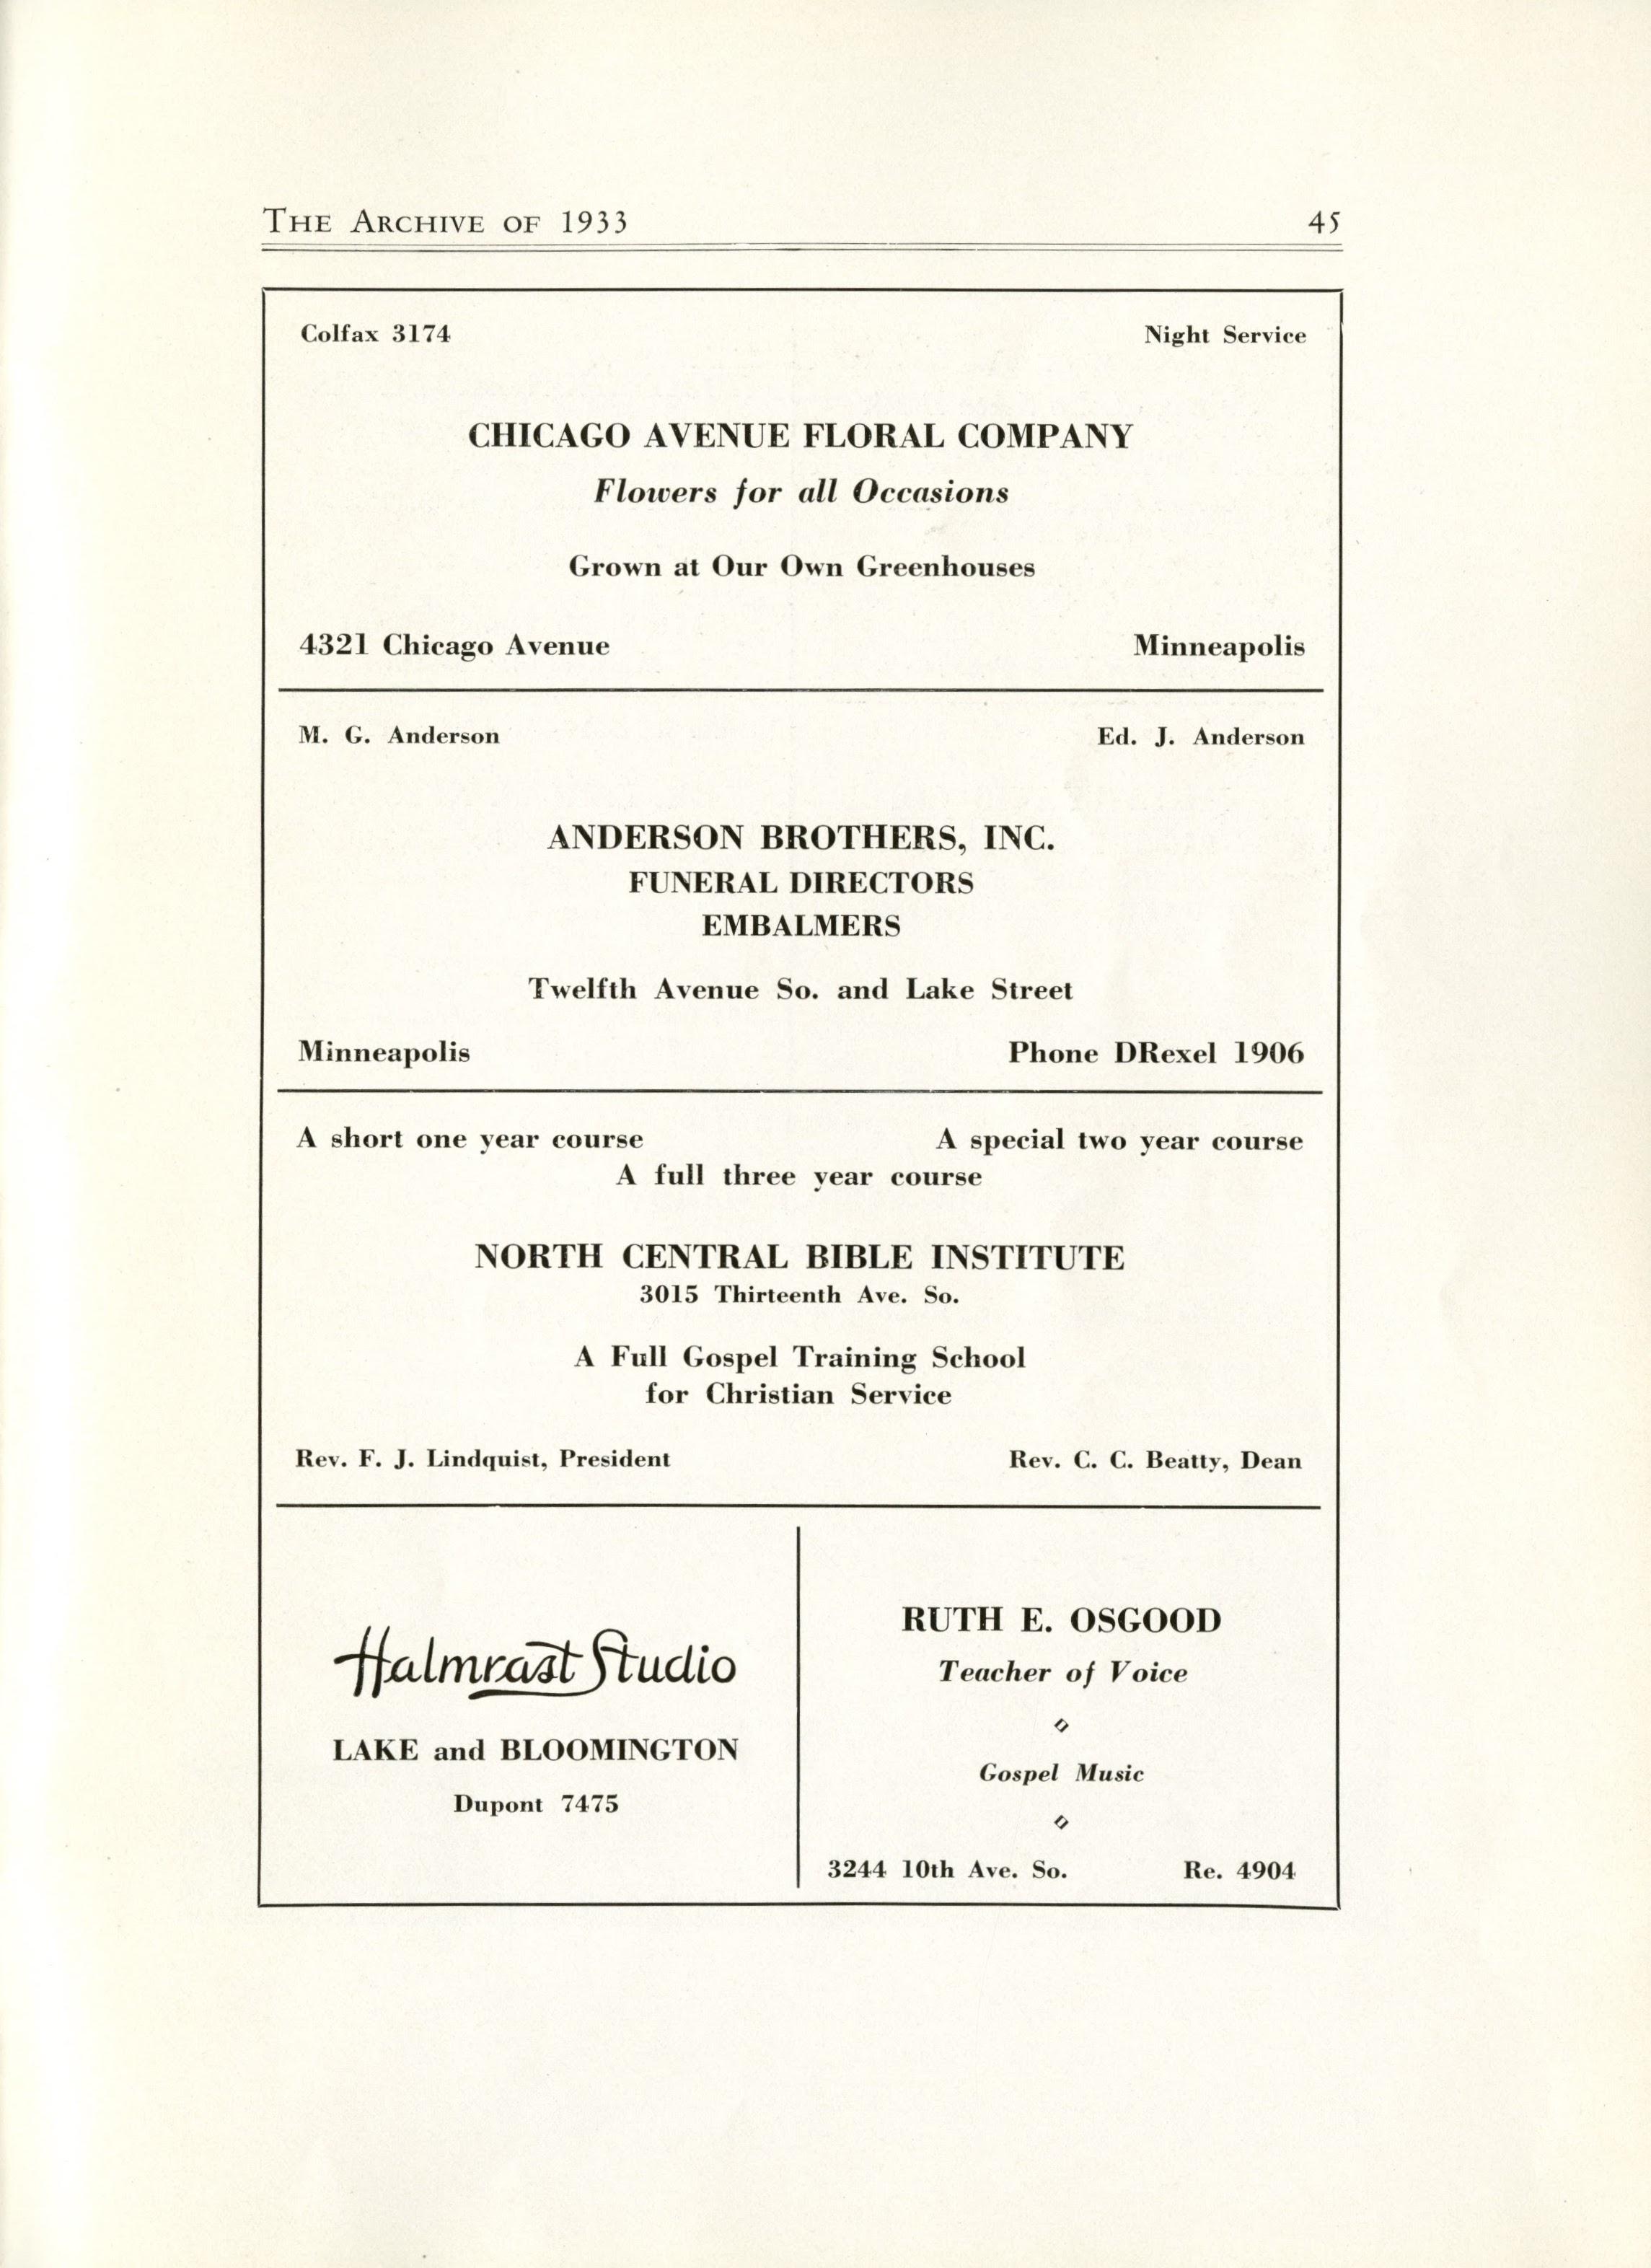 THE ARCHIVE OF 1933 45
Colfax 3174 Night Service
CHICAGO AVENUE FLORAL COMPANY
Flowers for all Occasions
Grown at Our Own Greenhouses
4321 Chicago Avenue Minneapolis
M. G. Anderson Ed. J. Anderson
ANDERSON BROTHERS, INC.
FUNERAL DIRECTORS
EMBALMERS
Twelfth Avenue So. and Lake Street
Minneapolis Phone DRexel 1906
A short one year course A special two year course
A full three year course
NORTH CENTRAL BIBLE INSTITUTE
3015 Thirteenth Ave. So.
A Full Gospel Training School
for Christian Service
Rev. F. J. Lindquist, President Rev. C. C. Beatty, Dean
Halmrast Studio
LAKE and BLOOMINGTON
Dupont 7475
RUTH E. OSGOOD
Teacher of Voice
Gospel Music
3244 10th Ave. So. Re. 4904